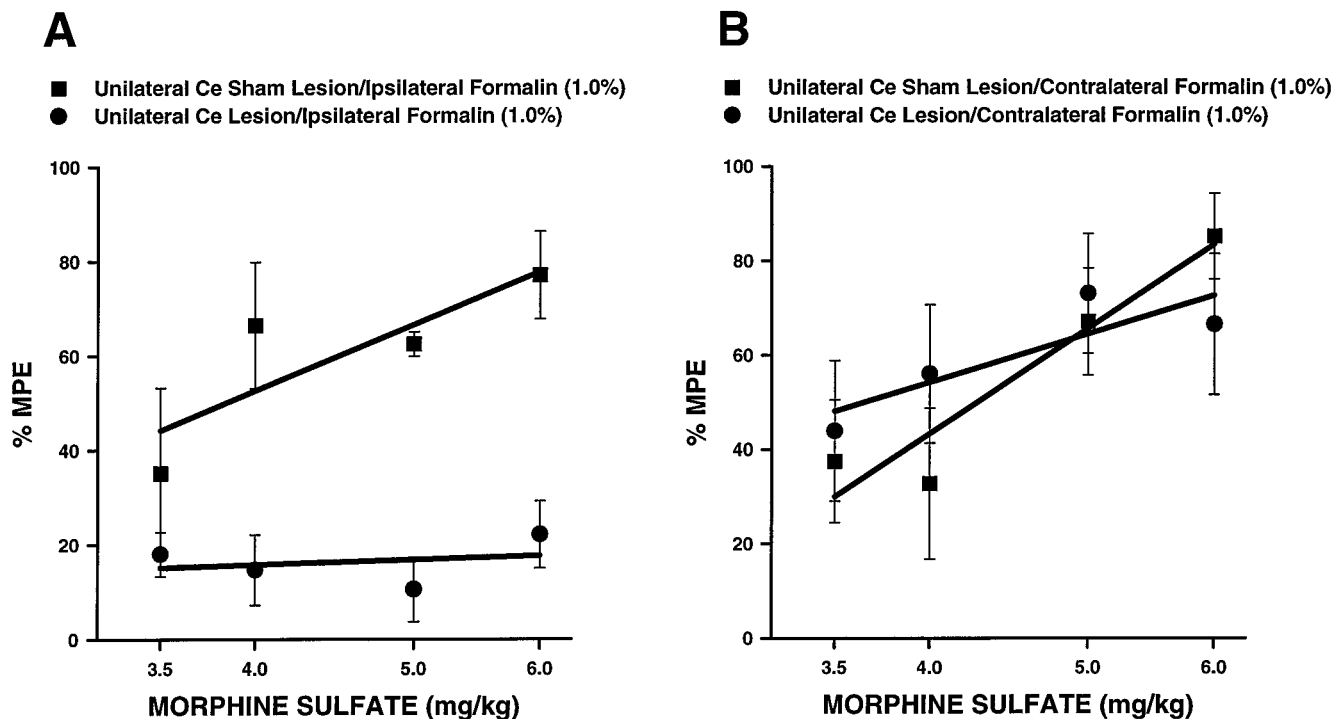 A
Unilateral Ce Sham Lesion/Ipsilateral Formalin (1.0%)
Unilateral Ce Lesion/Ipsilateral Formalin (1.0%)
100
80
60
40
20
0
% MPE
3.5 4.0 5.0 6.0
MORPHINE SULFATE (mg/kg)
B
Unilateral Ce Sham Lesion/Contralateral Formalin (1.0%)
Unilateral Ce Lesion/Contralateral Formalin (1.0%)
100
80
60
40
20
0
% MPE
3.5 4.0 5.0 6.0
MORPHINE SULFATE (mg/kg)